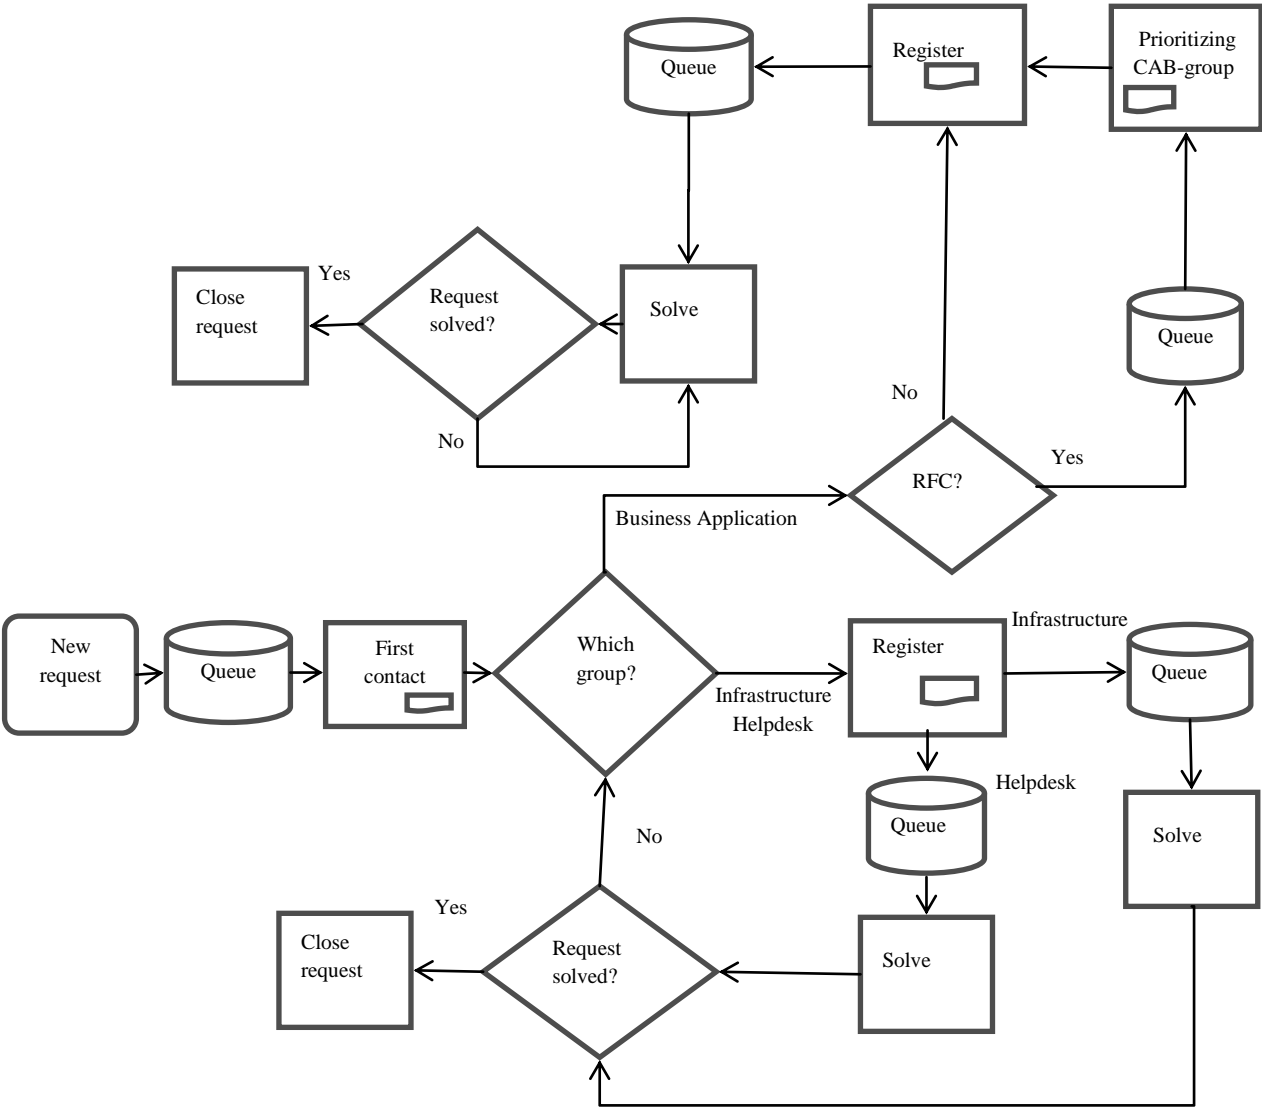 Queue
Register
Prioritizing
CAB-group
Close
request
Yes
Request
solved?
Solve
Queue
No
No
RFC?
Yes
Business Application
New
request
Queue
First
contact
Which
group?
Infrastructure
Helpdesk
Register
Infrastructure
Queue
Helpdesk
Queue
Solve
No
Yes
Close
request
Request
solved?
Solve